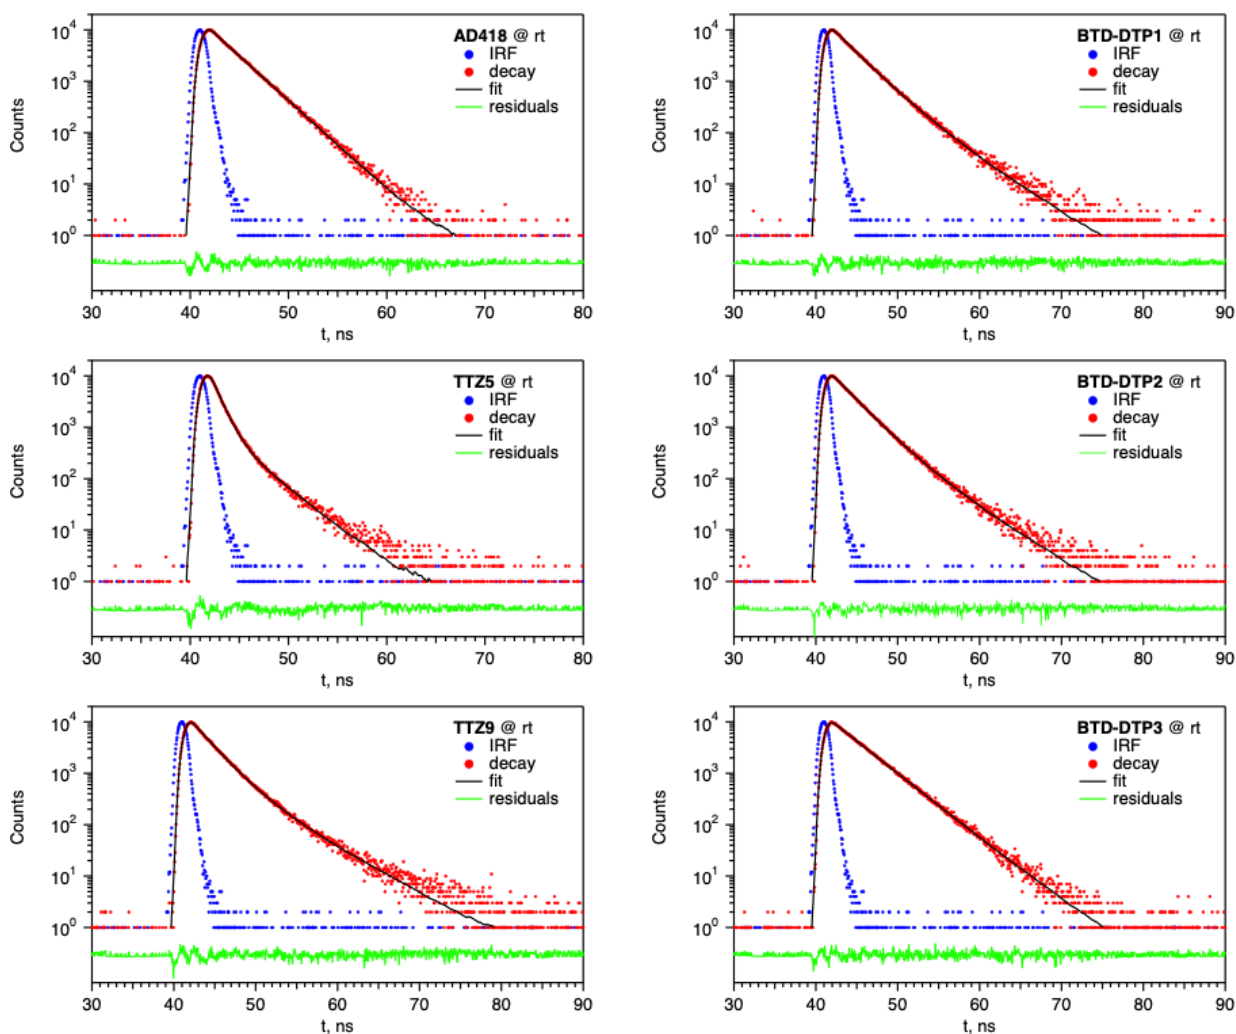 AD418 @ rt
IRF
decay
fit
residuals
Counts
10^4
10^3
10^2
10^1
10^0
30 40 50 60 70 80
t, ns
BTD-DTP1 @ rt
IRF
decay
fit
residuals
Counts
10^4
10^3
10^2
10^1
10^0
30 40 50 60 70 80 90
t, ns
TTZ5 @ rt
IRF
decay
fit
residuals
Counts
10^4
10^3
10^2
10^1
10^0
30 40 50 60 70 80
t, ns
BTD-DTP2 @ rt
IRF
decay
fit
residuals
Counts
10^4
10^3
10^2
10^1
10^0
30 40 50 60 70 80 90
t, ns
TTZ9 @ rt
IRF
decay
fit
residuals
Counts
10^4
10^3
10^2
10^1
10^0
30 40 50 60 70 80 90
t, ns
BTD-DTP3 @ rt
IRF
decay
fit
residuals
Counts
10^4
10^3
10^2
10^1
10^0
30 40 50 60 70 80 90
t, ns